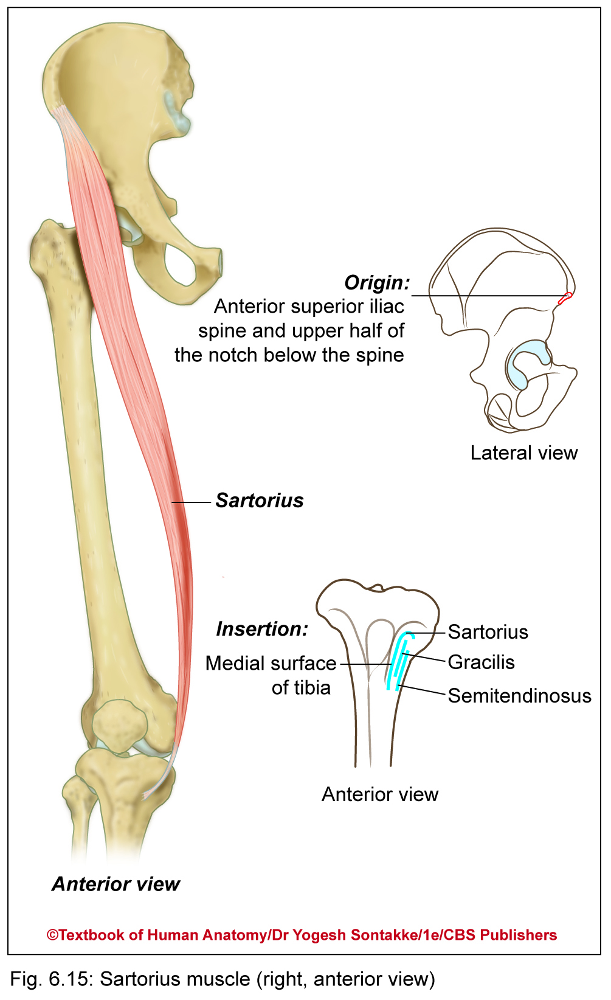 Origin:
Anterior superior iliac
spine and upper half of
the notch below the spine
Lateral view
Sartorius
Insertion:
Medial surface
of tibia
Sartorius
Gracilis
Semitendinosus
Anterior view
Anterior view
©Textbook of Human Anatomy/Dr Yogesh Sontakke/1e/CBS Publishers
Fig. 6.15: Sartorius muscle (right, anterior view)